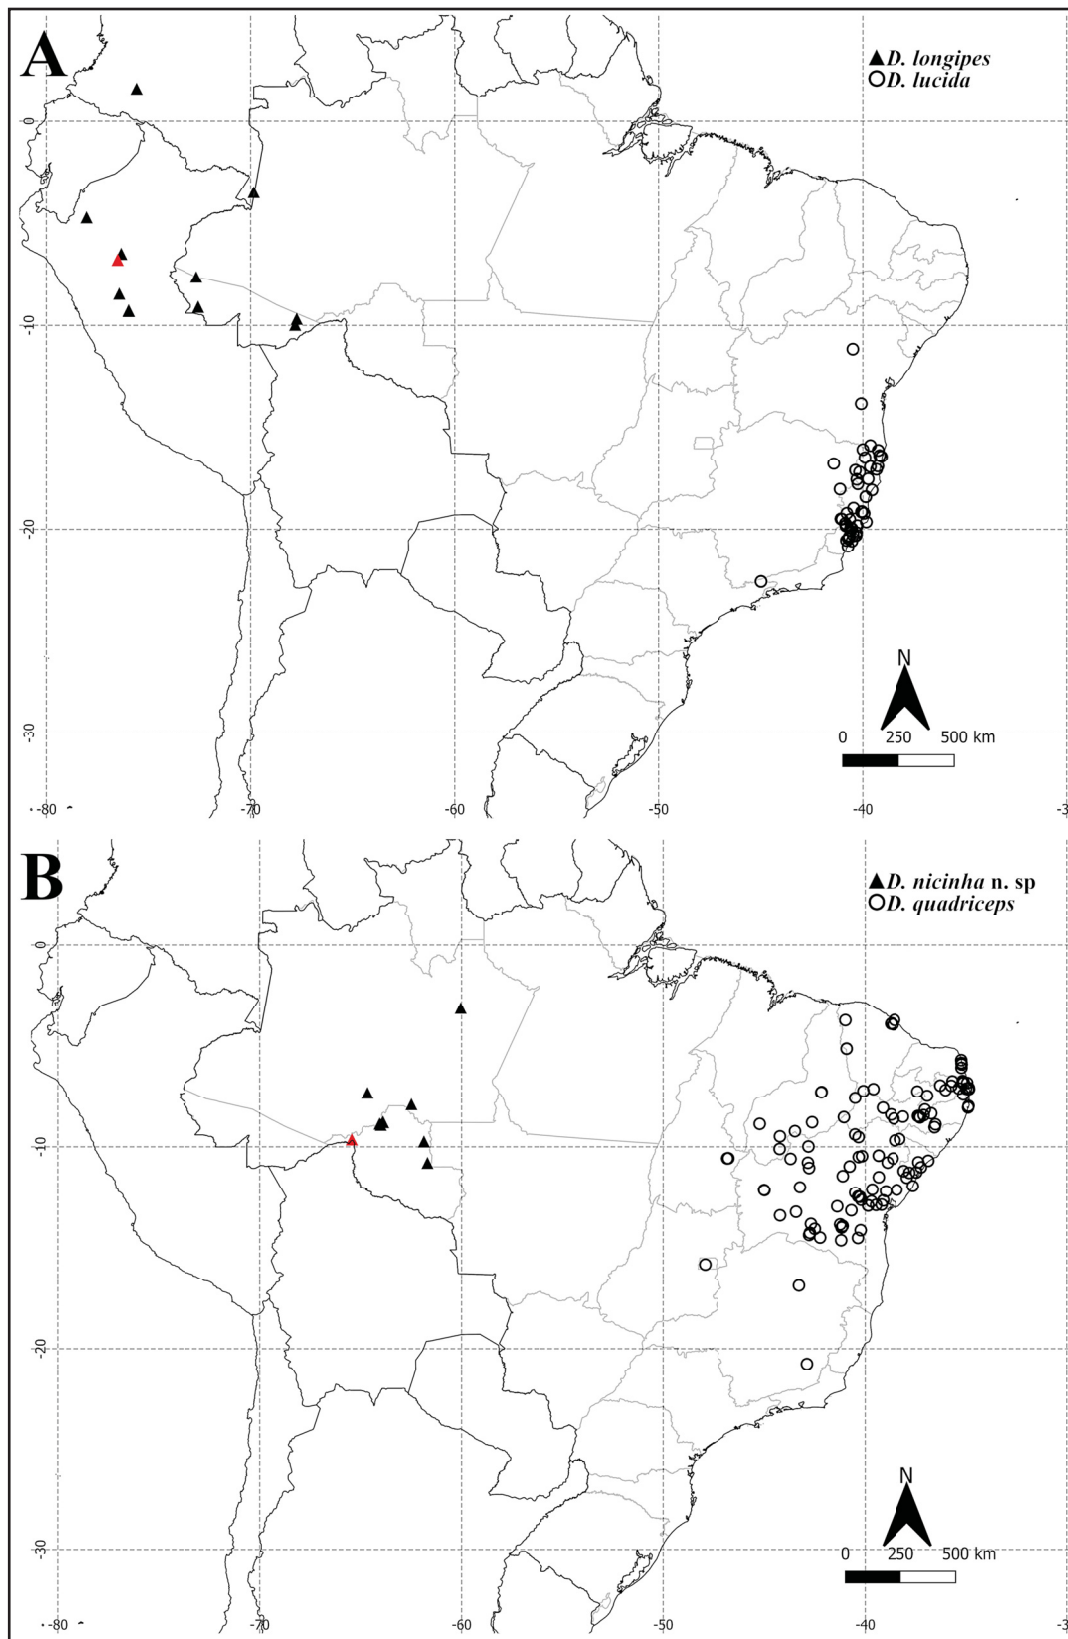 A
▲D. longipes
○D. lucida
0
-10
-20
-30
N
0 250 500 km
-80 -70 -60 -50 -40 -3
B
▲D. nicinha n. sp
○D. quadriceps
0
-10
-20
-30
N
0 250 500 km
-80 -70 -60 -50 -40 -3